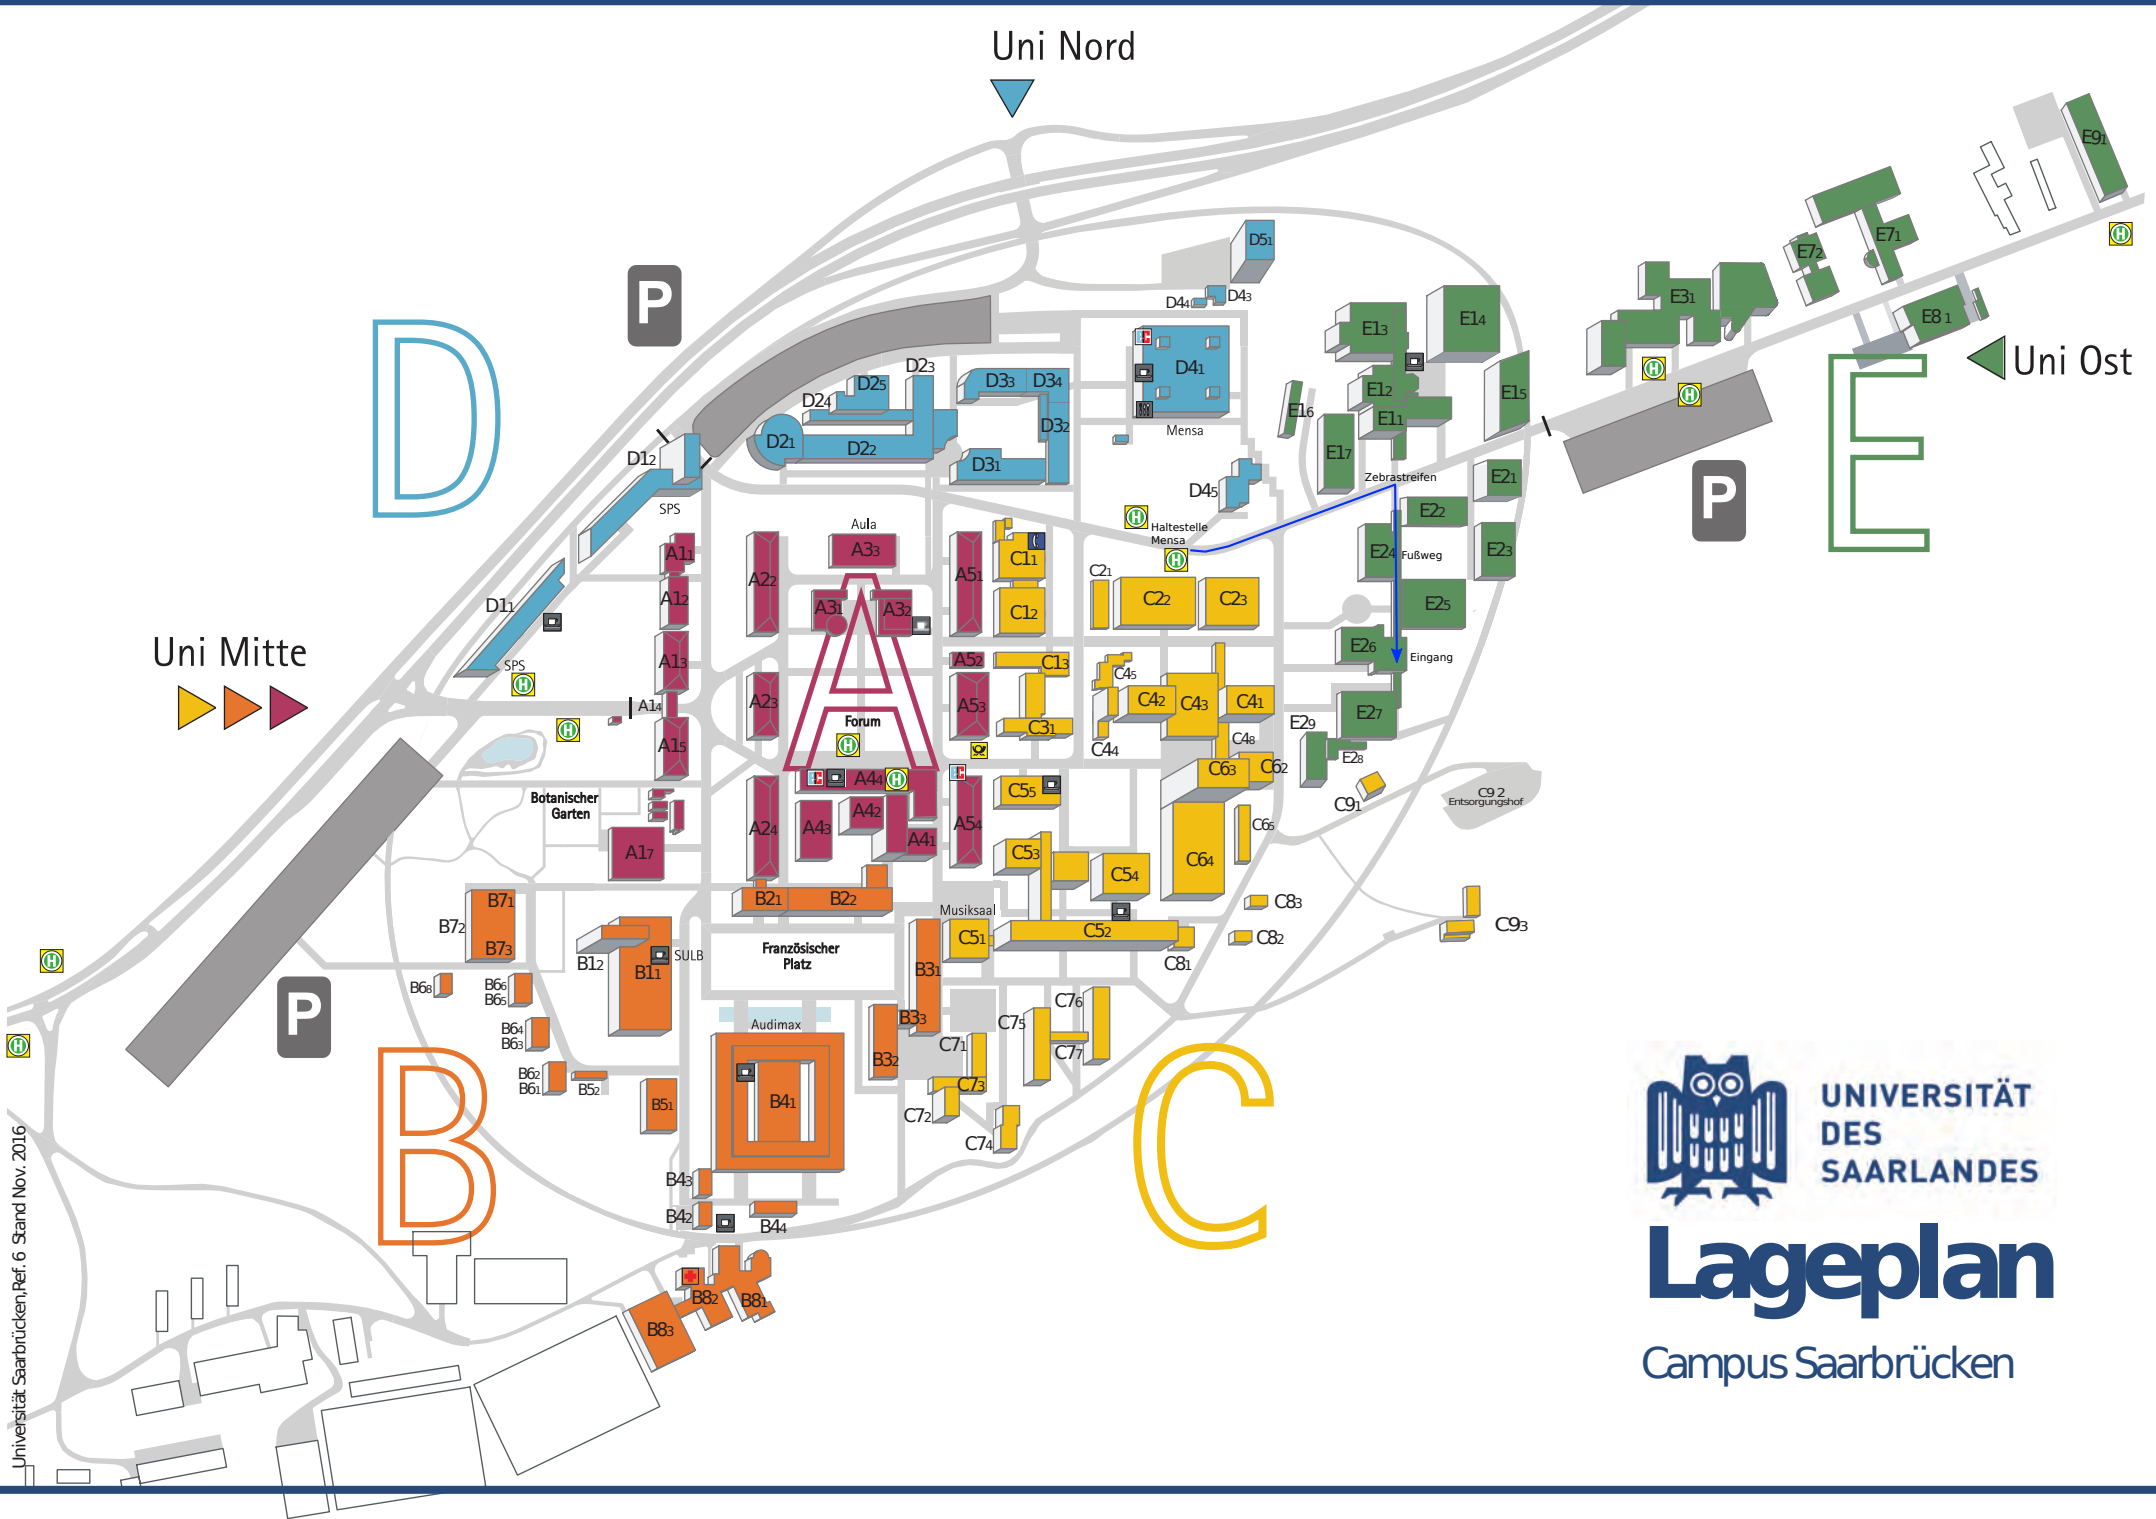 Uni Nord
E91
D51
E72
E71
P
D44
D43
E31
E81
Uni Ost
D
E
E13
E14
D41
D23
D25
D24
D33
D34
E12
E15
E16
E11
D32
Mensa
D21
D22
D31
D12
E17
Zebrastreifen
E21
P
D45
SPS
E22
Aula
Haltestelle
Mensa
A11
A33
A22
A51
C11
E24
Fußweg
E23
C21
D11
A12
A31
A32
C12
C22
C23
E25
Uni Mitte
A13
SPS
A52
C13
C45
E26
Eingang
A
A14
A23
A53
C42
C43
C41
Forum
C31
E29
E27
A15
C44
C48
E28
A44
C63
C62
Botanischer
Garten
C55
C91
C92
Entsorgungshof
A24
A43
A42
A41
A54
C65
A17
C53
C64
C54
B71
B21
B22
C83
B72
Musiksaal
B73
Französischer
Platz
C51
C52
C82
C93
SULB
B12
B11
B31
C81
B68
B66
B65
P
C76
B33
Audimax
C75
B64
B63
C71
C77
B32
B62
B61
B52
C73
B
B51
B41
C72
C
C74
B43
B42
B44
B82
B81
B83
UNIVERSITÄT
DES
SAARLANDES
Lageplan
Campus Saarbrücken
Universität Saarbrücken,Ref. 6 Stand Nov. 2016